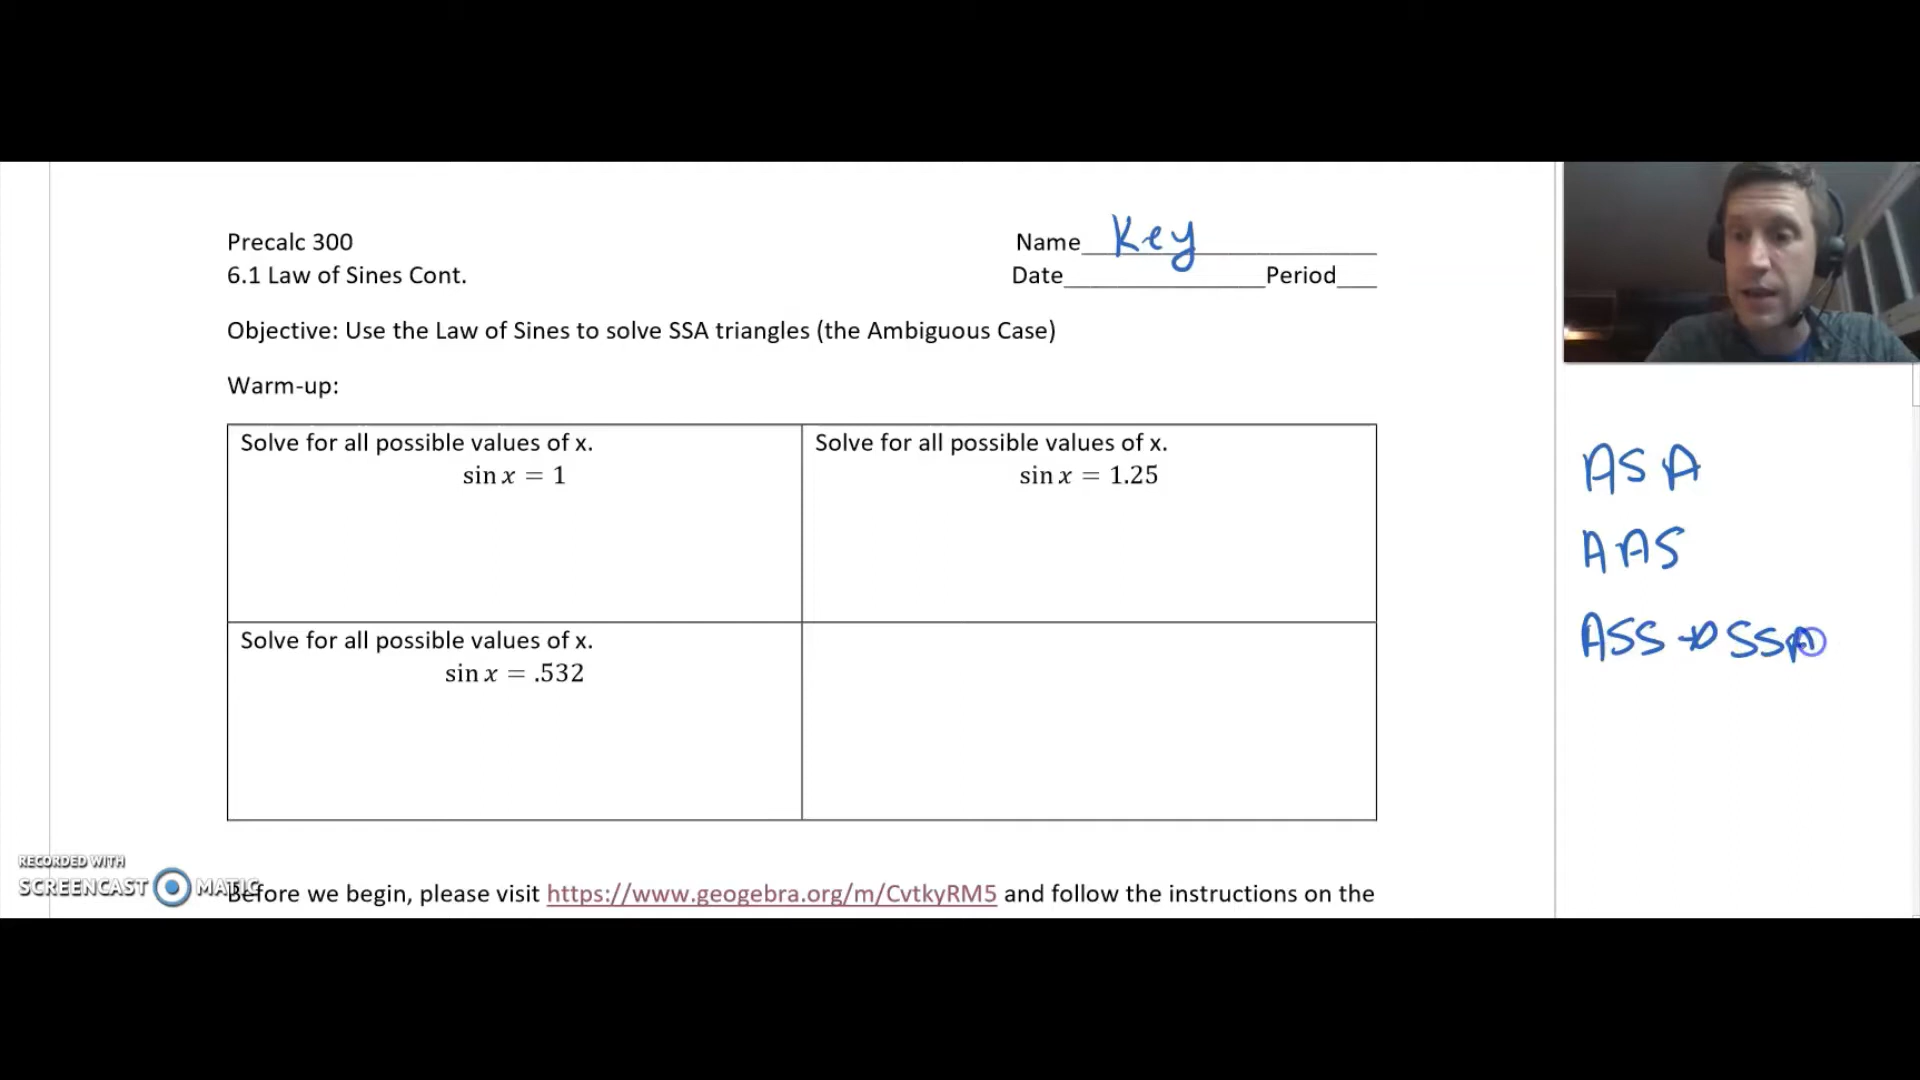 Precalc 300
Name Key
6.1 Law of Sines Cont.
Date Period
Objective: Use the Law of Sines to solve SSA triangles (the Ambiguous Case)
Warm-up:
Solve for all possible values of x.
sin x = 1
Solve for all possible values of x.
sin x = 1.25
Solve for all possible values of x.
sin x = .532
ASA
AAS
ASS → SSA
Before we begin, please visit https://www.geogebra.org/m/CvtkyRM5 and follow the instructions on the
RECORDED WITH
SCREENCAST MATIC